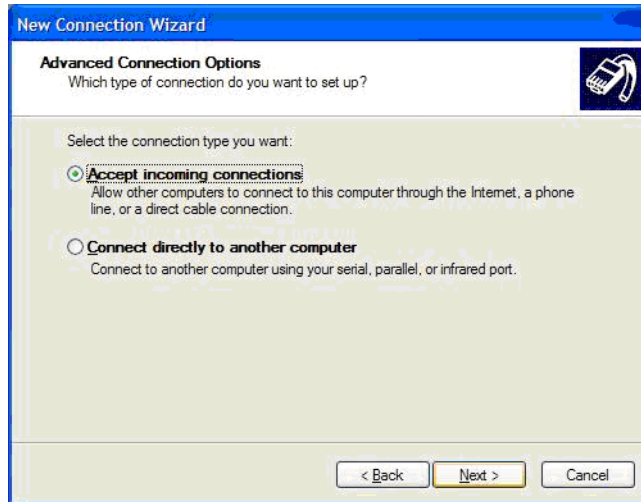 New Connection Wizard
Advanced Connection Options
Which type of connection do you want to set up?
Select the connection type you want:
Accept incoming connections
Allow other computers to connect to this computer through the Internet, a phone
line, or a direct cable connection.
Connect directly to another computer
Connect to another computer using your serial, parallel, or infrared port.
< Back Next > Cancel